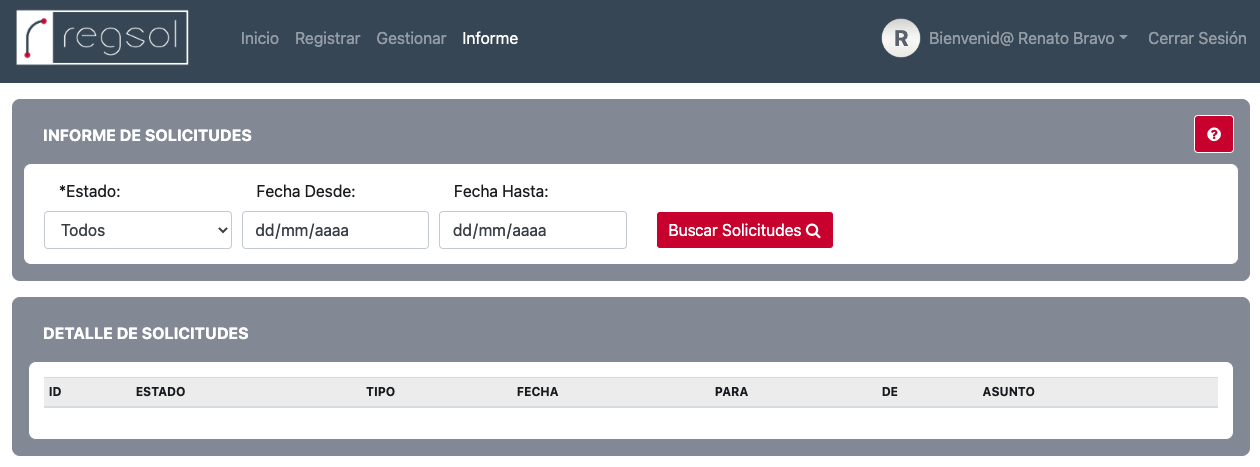 regsol Inicio Registrar Gestionar Informe R Bienvenid@ Renato Bravo Cerrar Sesión
INFORME DE SOLICITUDES
*Estado: Fecha Desde: Fecha Hasta:
Todos dd/mm/aaaa dd/mm/aaaa Buscar Solicitudes
DETALLE DE SOLICITUDES
ID ESTADO TIPO FECHA PARA DE ASUNTO